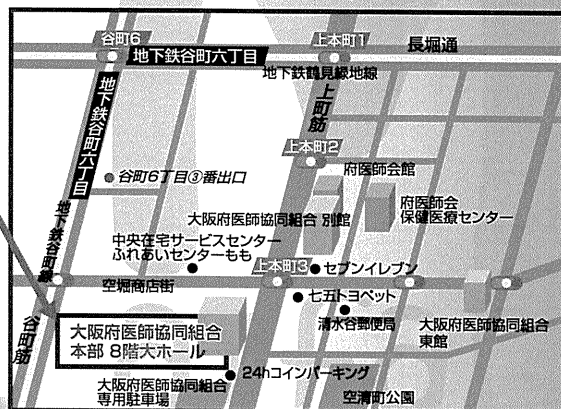 谷町6
地下鉄谷町六丁目
上本町1
長堀通
地下鉄鶴見緑地線
地下鉄谷町六丁目
上町筋
上本町2
府医師会館
谷町6丁目③番出口
府医師会
保健医療センター
大阪府医師協同組合 別館
地下鉄谷町線
中央在宅サービスセンター
ふれあいセンターもも
上本町3
セブンイレブン
空堀商店街
七五トヨペット
清水谷郵便局
大阪府医師協同組合
東館
谷町筋
大阪府医師協同組合
本部 8階大ホール
24hコインパーキング
大阪府医師協同組合
専用駐車場
空清町公園